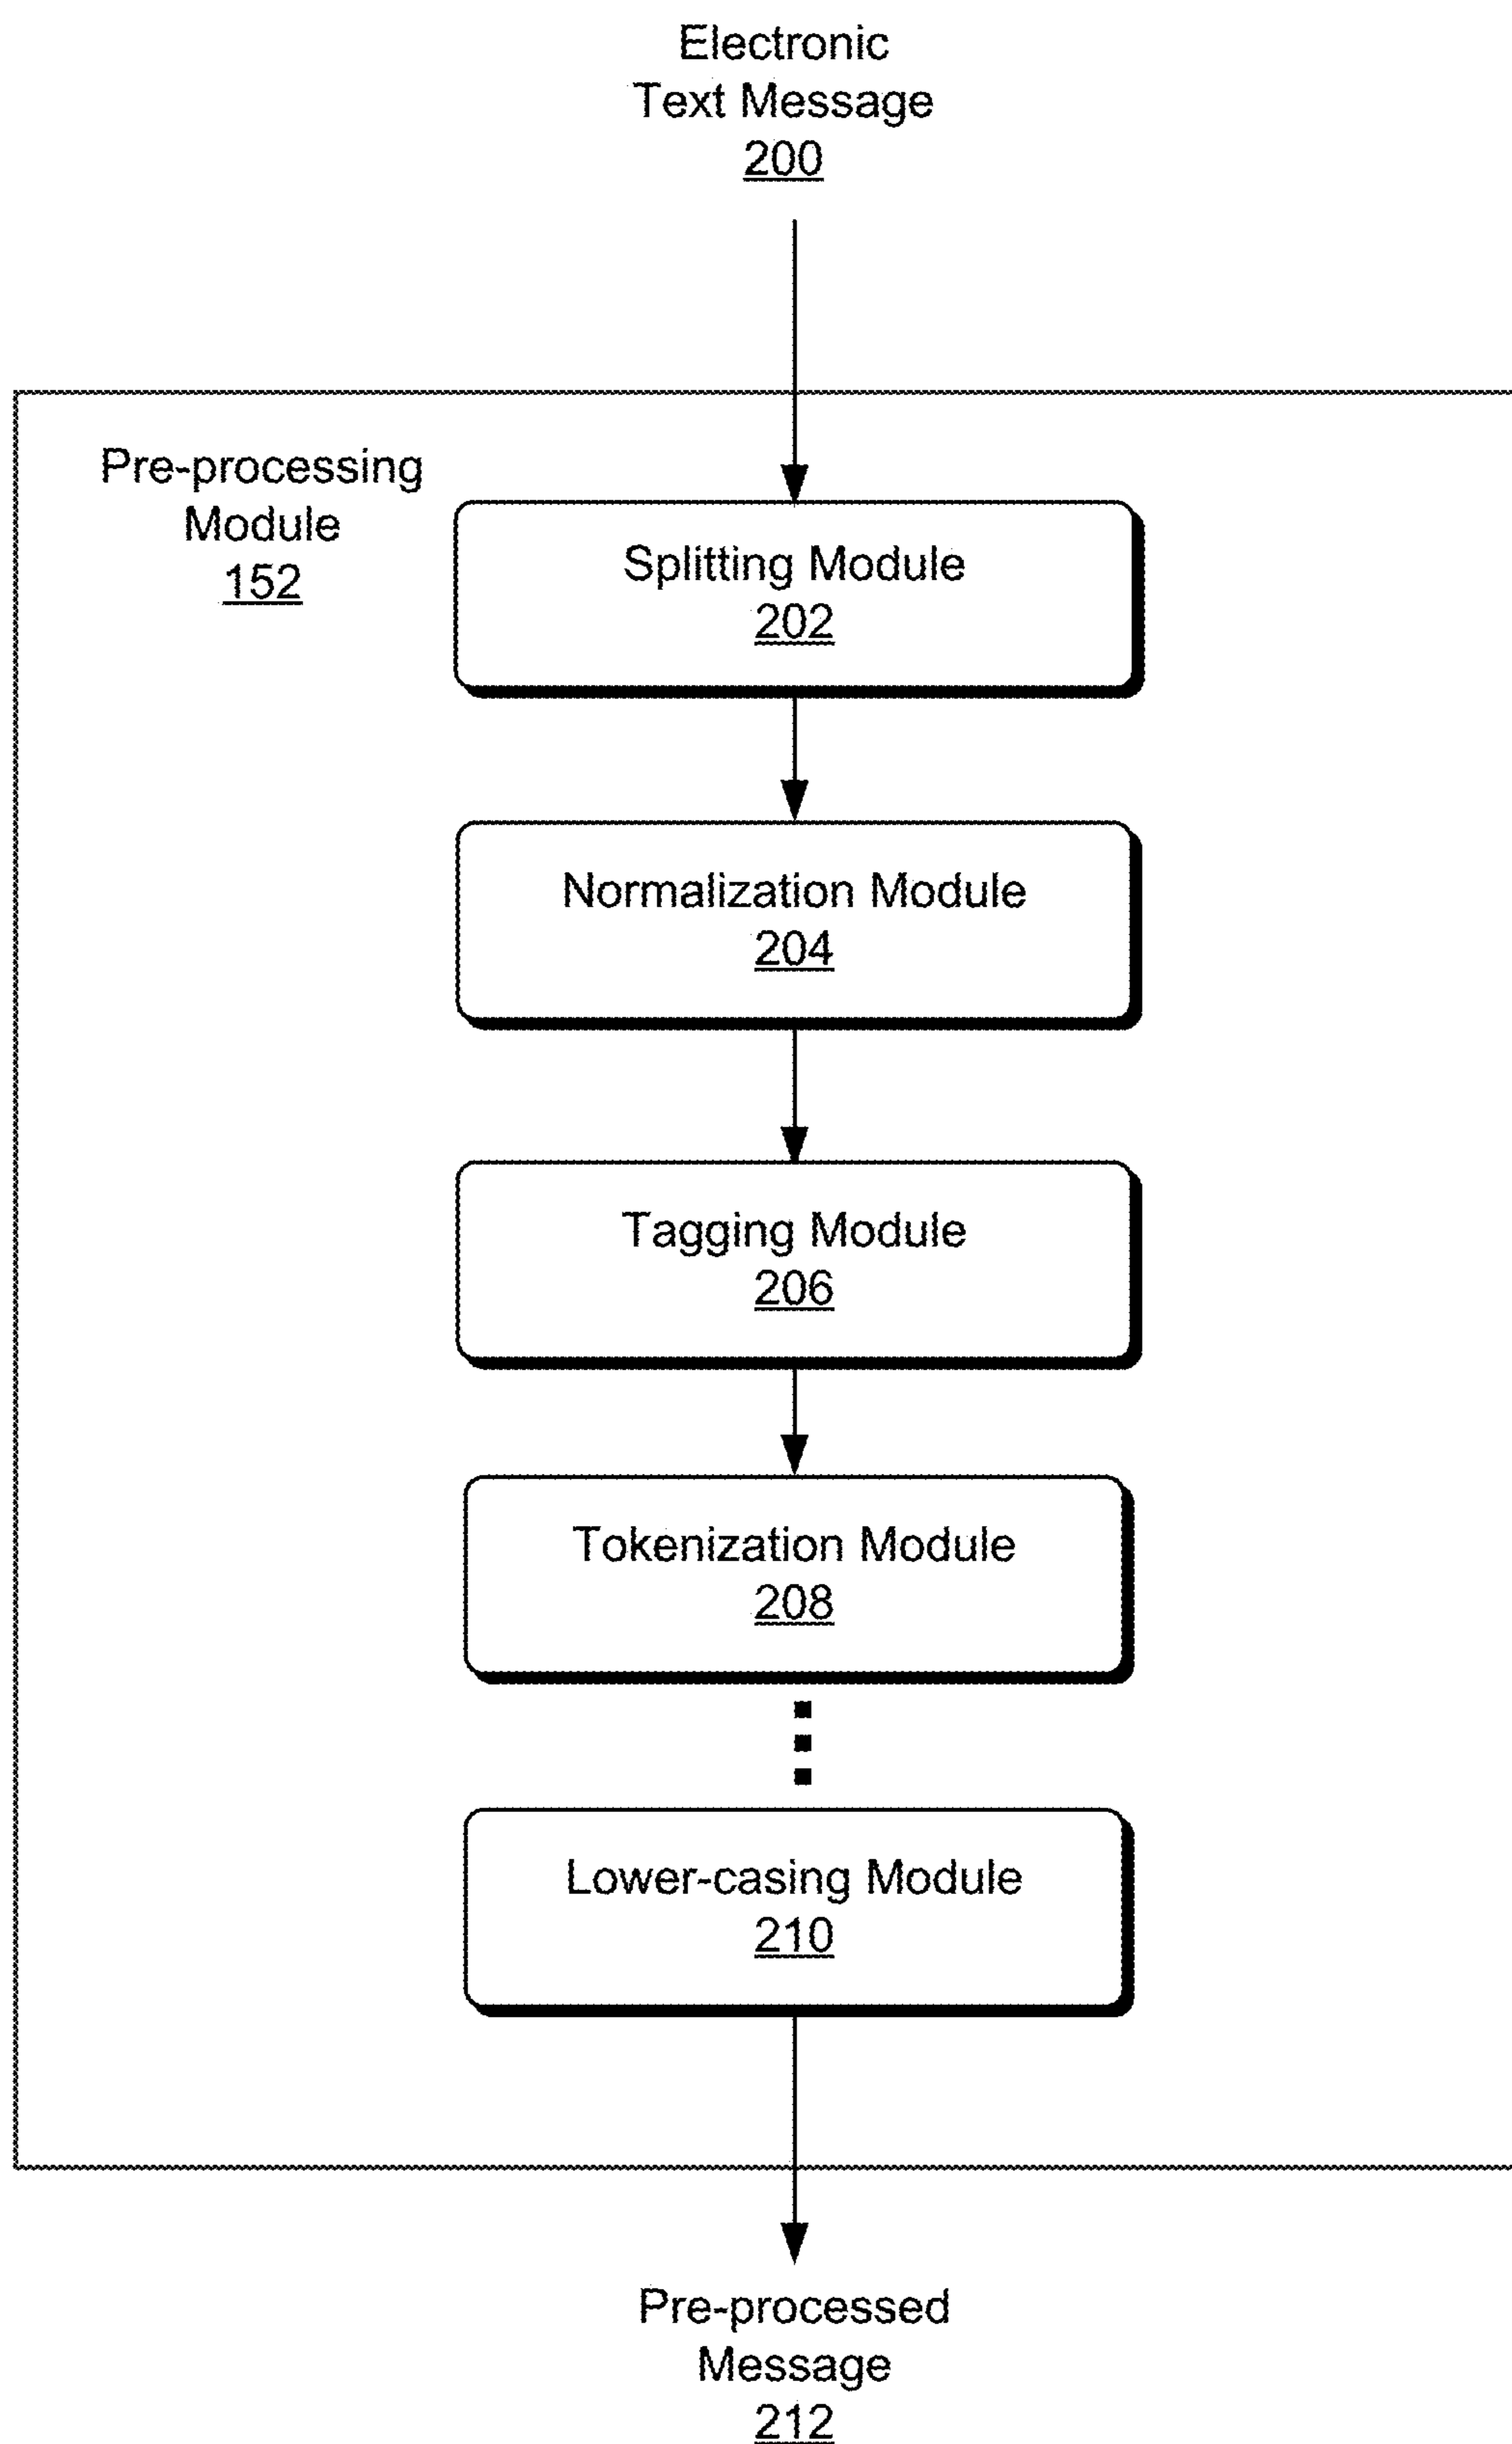 Electronic
Text Message
200
Pre-processing
Module
152
Splitting Module
202
Normalization Module
204
Tagging Module
206
Tokenization Module
208
Lower-casing Module
210
Pre-processed
Message
212